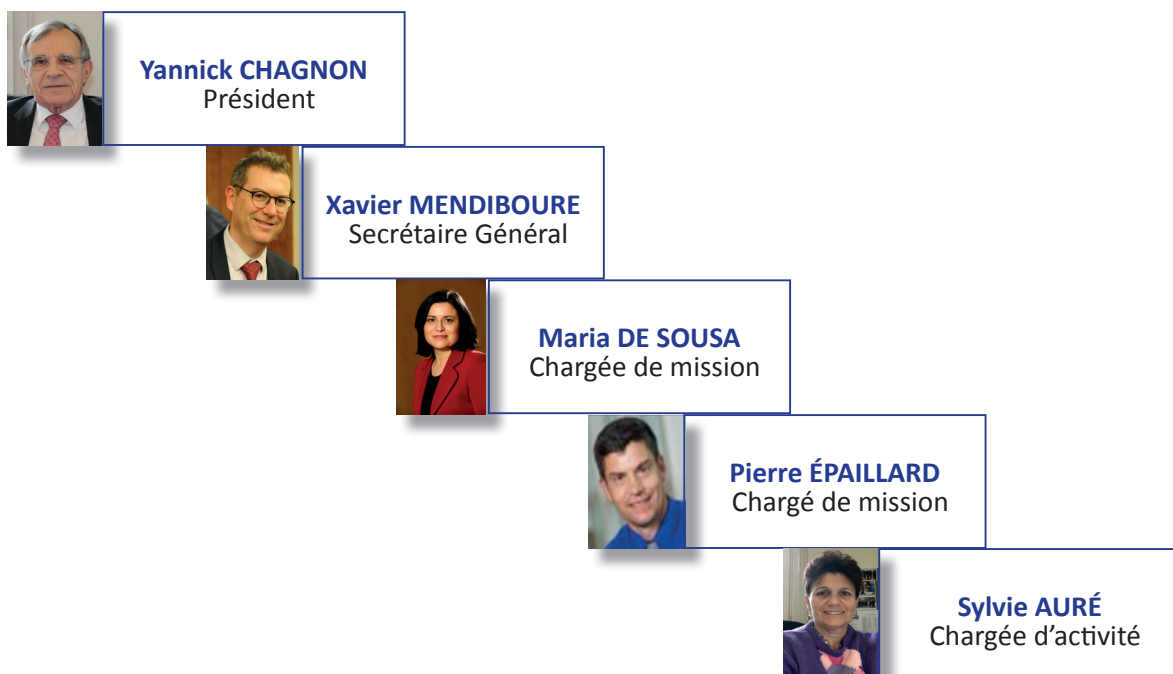 Yannick CHAGNON
Président
Xavier MENDIBOURE
Secrétaire Général
Maria DE SOUSA
Chargée de mission
Pierre ÉPAILLARD
Chargé de mission
Sylvie AURÉ
Chargée d’activité